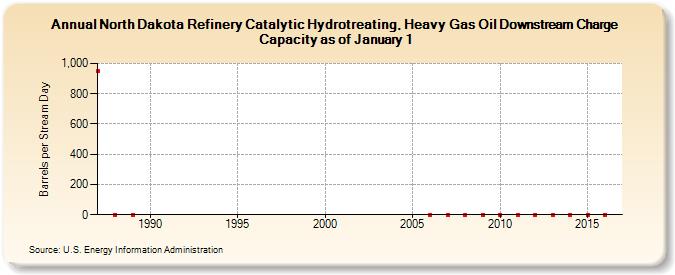 Annual North Dakota Refinery Catalytic Hydrotreating, Heavy Gas Oil Downstream Charge
Capacity as of January 1
Barrels per Stream Day
1,000
800
600
400
200
0
1990 1995 2000 2005 2010 2015
Source: U.S. Energy Information Administration